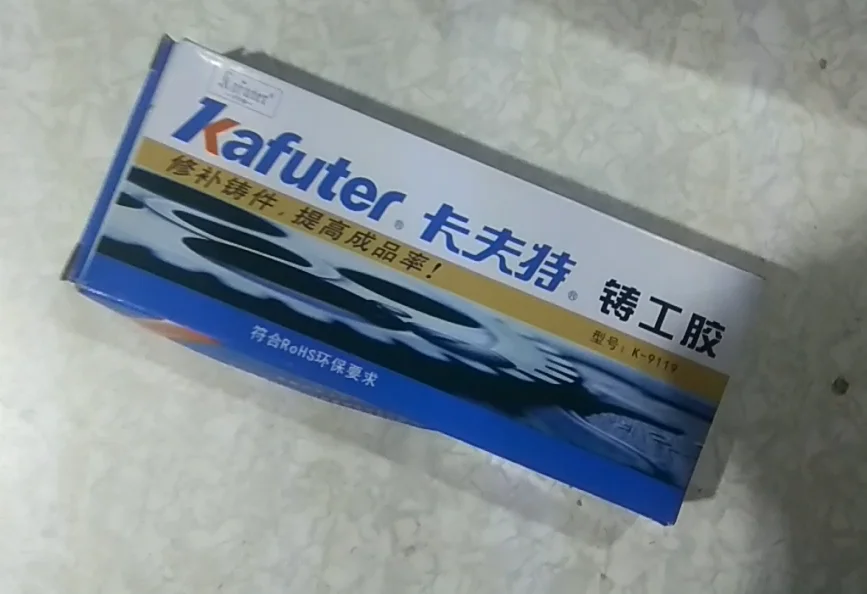 Kafuter®
Kafuter® 卡夫特® 铸工胶
修补铸件，提高成品率！
型号：K-9119
符合RoHS环保要求